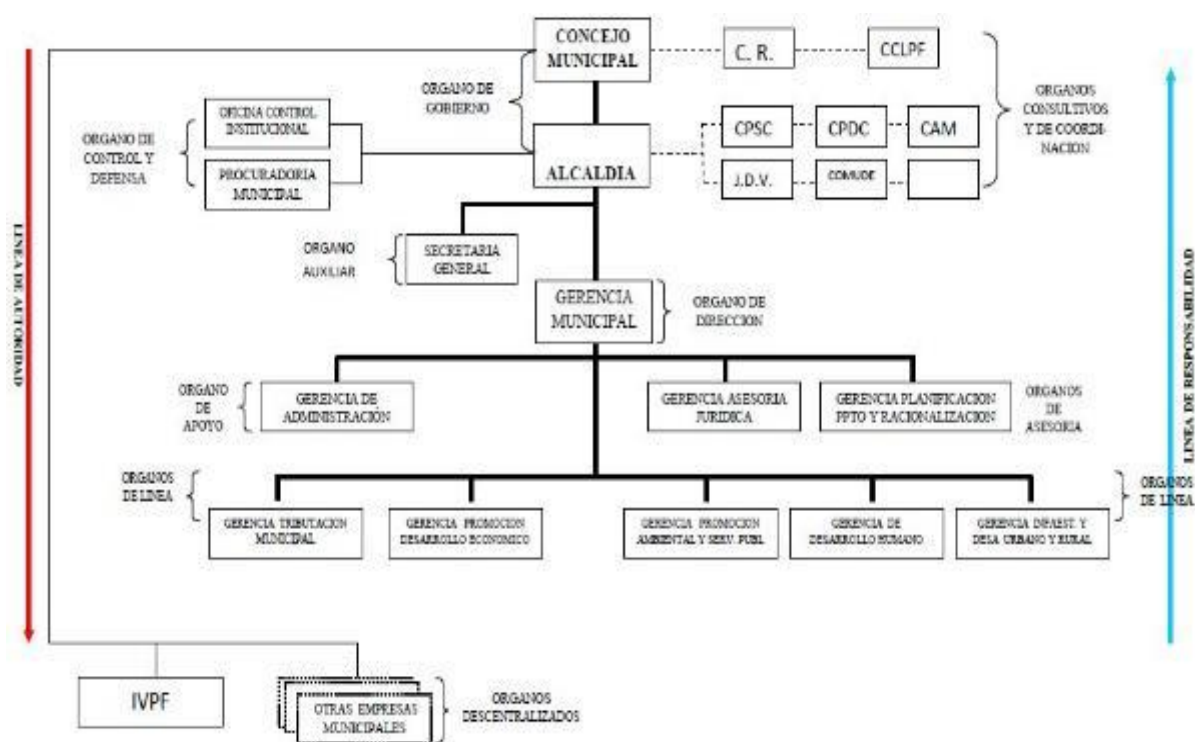 CONCEJO
MUNICIPAL
C. R.
CCLPF
ORGANO DE
GOBIERNO
ORGANOS
CONSULTIVOS
Y DE COORDI-
NACION
OFICINA CONTROL
INSTITUCIONAL
ORGANO DE
CONTROL Y
DEFENSA
PROCURADORIA
MUNICIPAL
ALCALDIA
CPSC
CPDC
CAM
J.D.V.
COMUDE
LINEA DE AUTORIDAD
LINEA DE RESPONSABILIDAD
ORGANO
AUXILIAR
SECRETARIA
GENERAL
GERENCIA
MUNICIPAL
ORGANO DE
DIRECCION
ORGANO
DE
APOYO
GERENCIA DE
ADMINISTRACIÓN
GERENCIA ASESORIA
JURIDICA
GERENCIA PLANIFICACION
PPTO Y RACIONALIZACION
ORGANOS
DE
ASESORIA
ORGANOS
DE LINEA
ORGANOS
DE LINEA
GERENCIA TRIBUTACION
MUNICIPAL
GERENCIA PROMOCION
DESARROLLO ECONOMICO
GERENCIA PROMOCION
AMBIENTAL Y SERV. PUBL
GERENCIA DE
DESARROLLO HUMANO
GERENCIA INFAEST. Y
DESA URBANO Y RURAL
IVPF
OTRAS EMPRESAS
MUNICIPALES
ORGANOS
DESCENTRALIZADOS